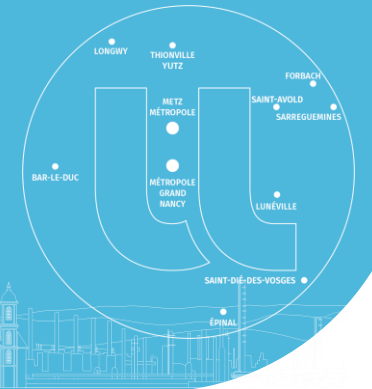 LONGWY
THIONVILLE
YUTZ
FORBACH
METZ
MÉTROPOLE
SAINT-AVOLD
SARREGUEMINES
BAR-LE-DUC
MÉTROPOLE
GRAND
NANCY
LUNÉVILLE
SAINT-DIÉ-DES-VOSGES
ÉPINAL